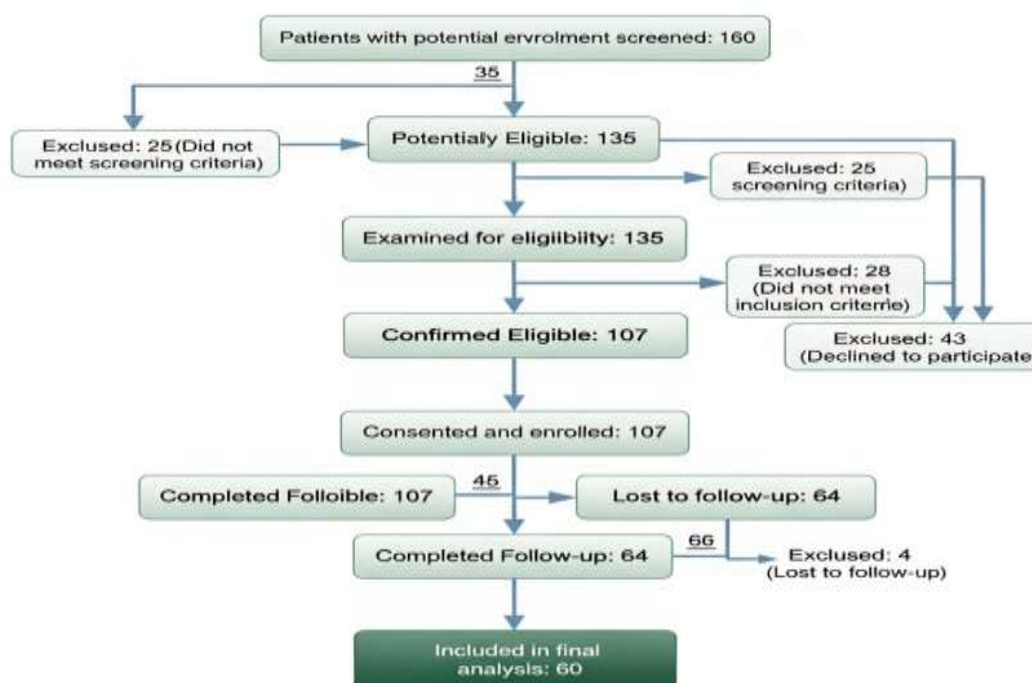 Patients with potential ervrolment screened: 160
35
Exclused: 25(Did not
meet screening criteria)
Potentialy Eligible: 135
Exclused: 25
screening criteria)
Examined for eligiibilty: 135
Exclused: 28
(Did not meet
inclusion criterrie)
Confirmed Eligible: 107
Exclused: 43
(Declined to participate
Consented and enrolled: 107
45
Completed Folloible: 107
Lost to follow-up: 64
Completed Follow-up: 64
66
Exclused: 4
(Lost to follow-up)
Included in final
analysis: 60